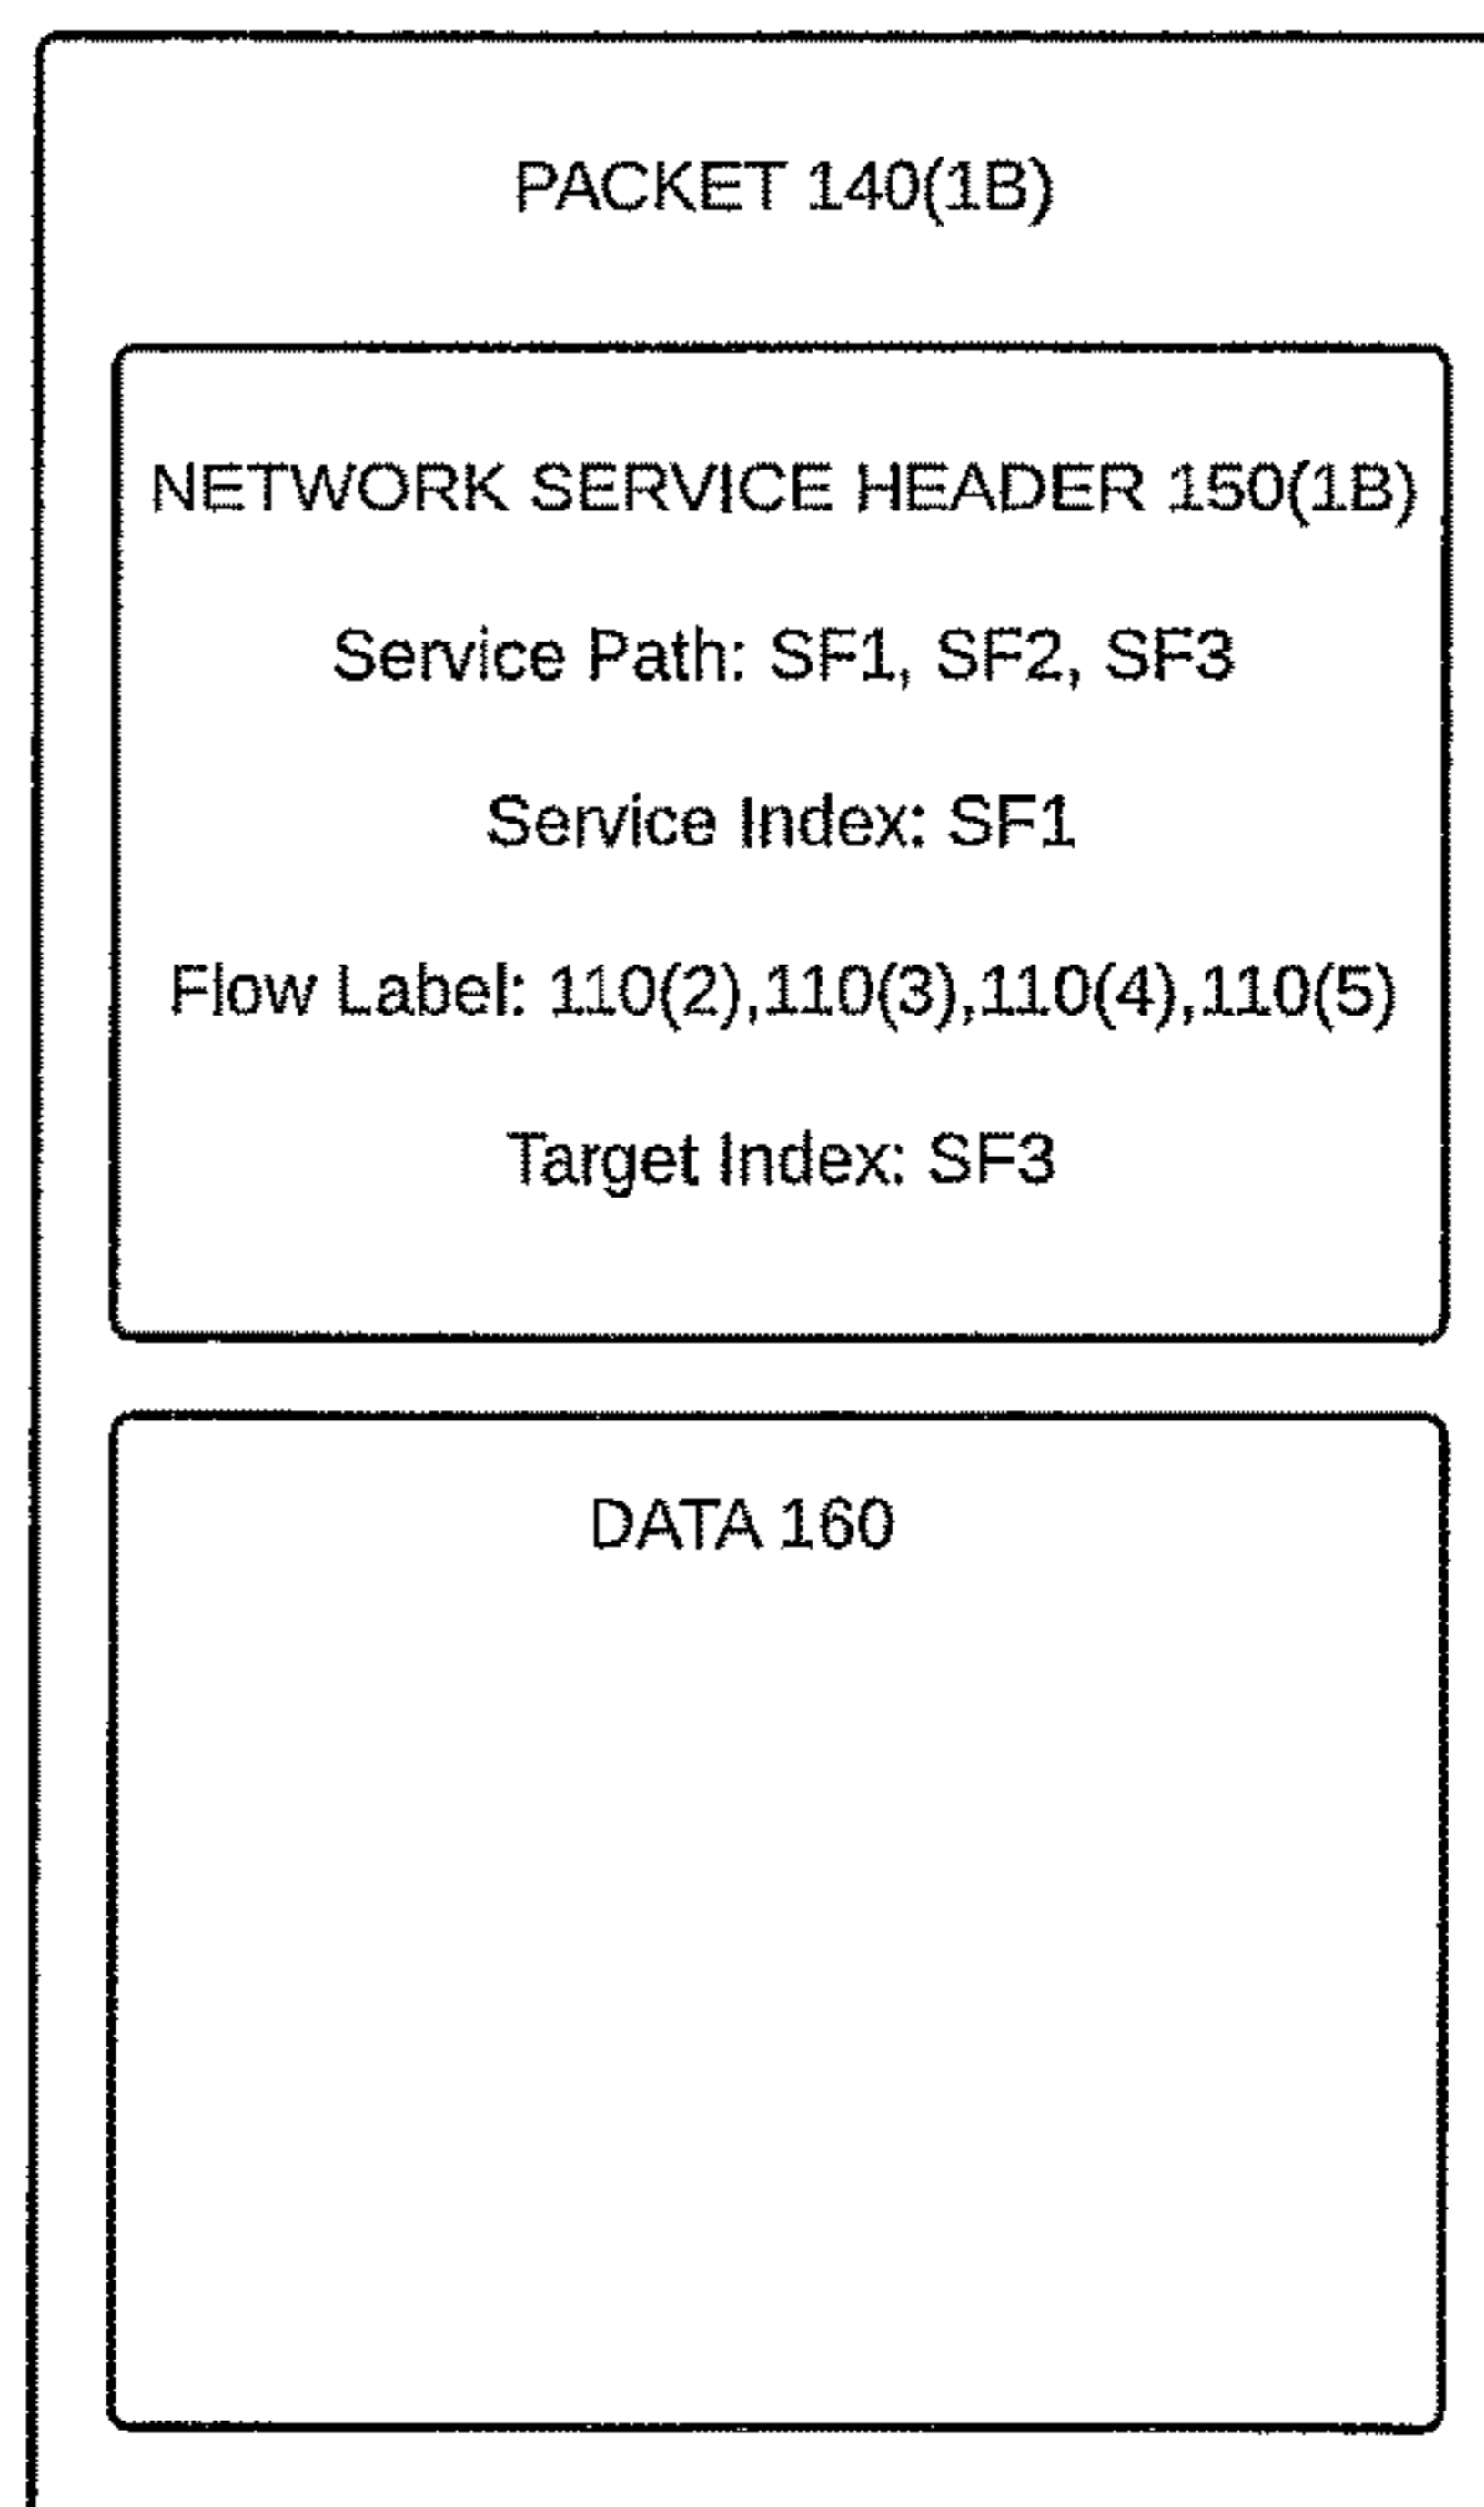 PACKET 140(1B)
NETWORK SERVICE HEADER 150(1B)
Service Path: SF1, SF2, SF3
Service Index: SF1
Flow Label: 110(2),110(3),110(4),110(5)
Target Index: SF3
DATA 160